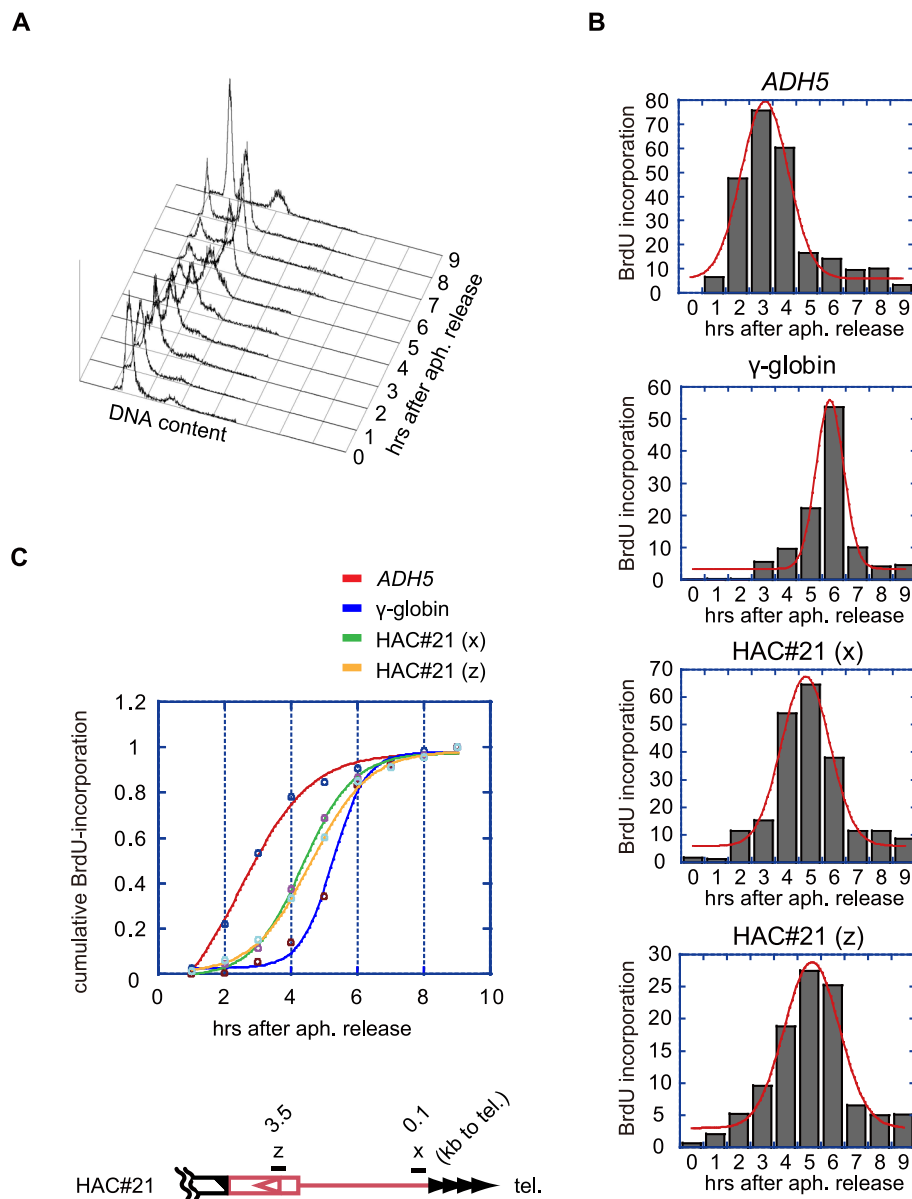 A
DNA content
0 1 2 3 4 5 6 7 8 9
hrs after aph. release
B
ADH5
BrdU incorporation
80
70
60
50
40
30
20
10
0
0 1 2 3 4 5 6 7 8 9
hrs after aph. release
γ-globin
BrdU incorporation
60
50
40
30
20
10
0
0 1 2 3 4 5 6 7 8 9
hrs after aph. release
HAC#21 (x)
BrdU incorporation
70
60
50
40
30
20
10
0
0 1 2 3 4 5 6 7 8 9
hrs after aph. release
HAC#21 (z)
BrdU incorporation
30
25
20
15
10
5
0
0 1 2 3 4 5 6 7 8 9
hrs after aph. release
C
ADH5
γ-globin
HAC#21 (x)
HAC#21 (z)
cumulative BrdU-incorporation
1.2
1
0.8
0.6
0.4
0.2
0
0 2 4 6 8 10
hrs after aph. release
3.5 0.1 (kb to tel.)
z x
HAC#21 tel.